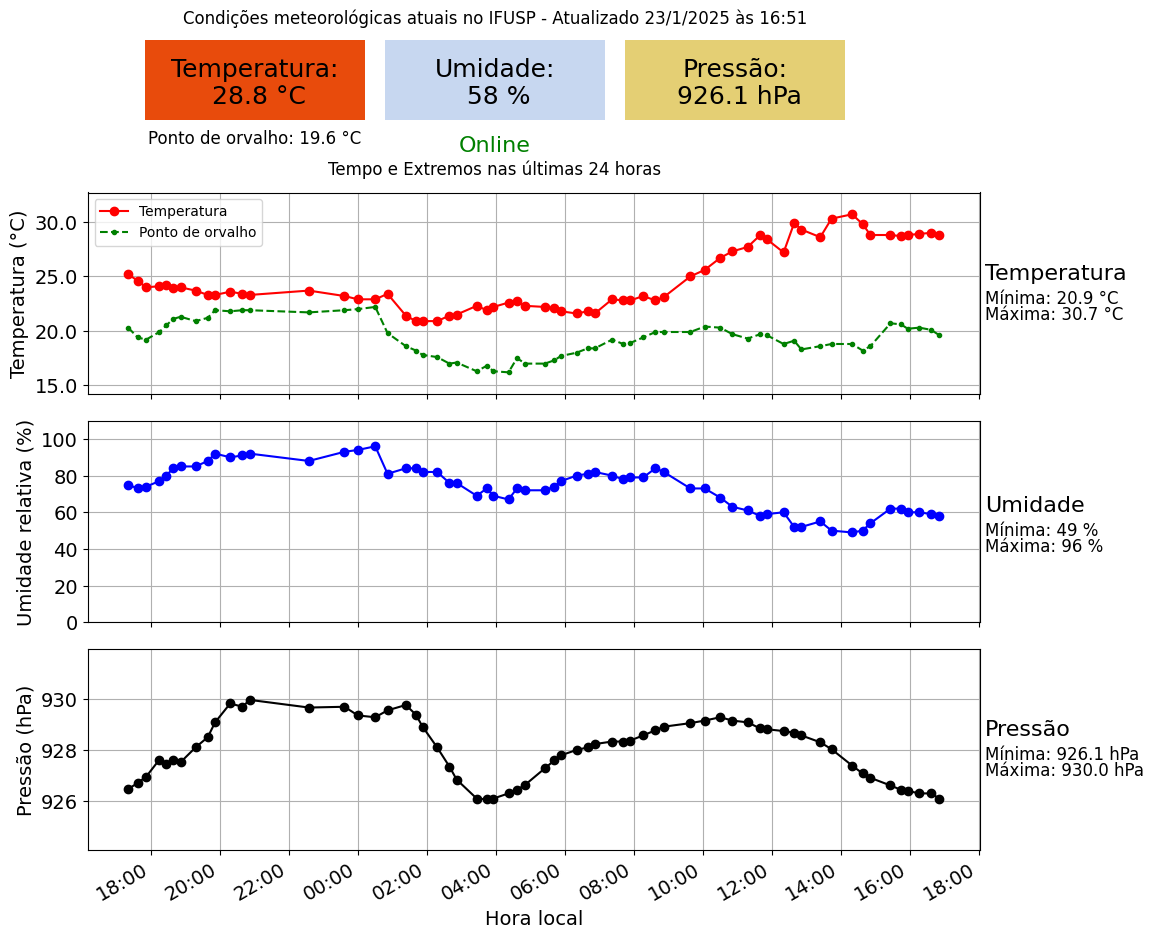 Condições meteorológicas atuais no IFUSP - Atualizado 23/1/2025 às 16:51
Temperatura:
28.8 °C
Umidade:
58 %
Pressão:
926.1 hPa
Ponto de orvalho: 19.6 °C
Online
Tempo e Extremos nas últimas 24 horas
Temperatura (°C)
30.0
25.0
20.0
15.0
Temperatura
Ponto de orvalho
Temperatura
Mínima: 20.9 °C
Máxima: 30.7 °C
Umidade relativa (%)
100
80
60
40
20
0
Umidade
Mínima: 49 %
Máxima: 96 %
Pressão (hPa)
930
928
926
Pressão
Mínima: 926.1 hPa
Máxima: 930.0 hPa
18:00
20:00
22:00
00:00
02:00
04:00
06:00
08:00
10:00
12:00
14:00
16:00
18:00
Hora local